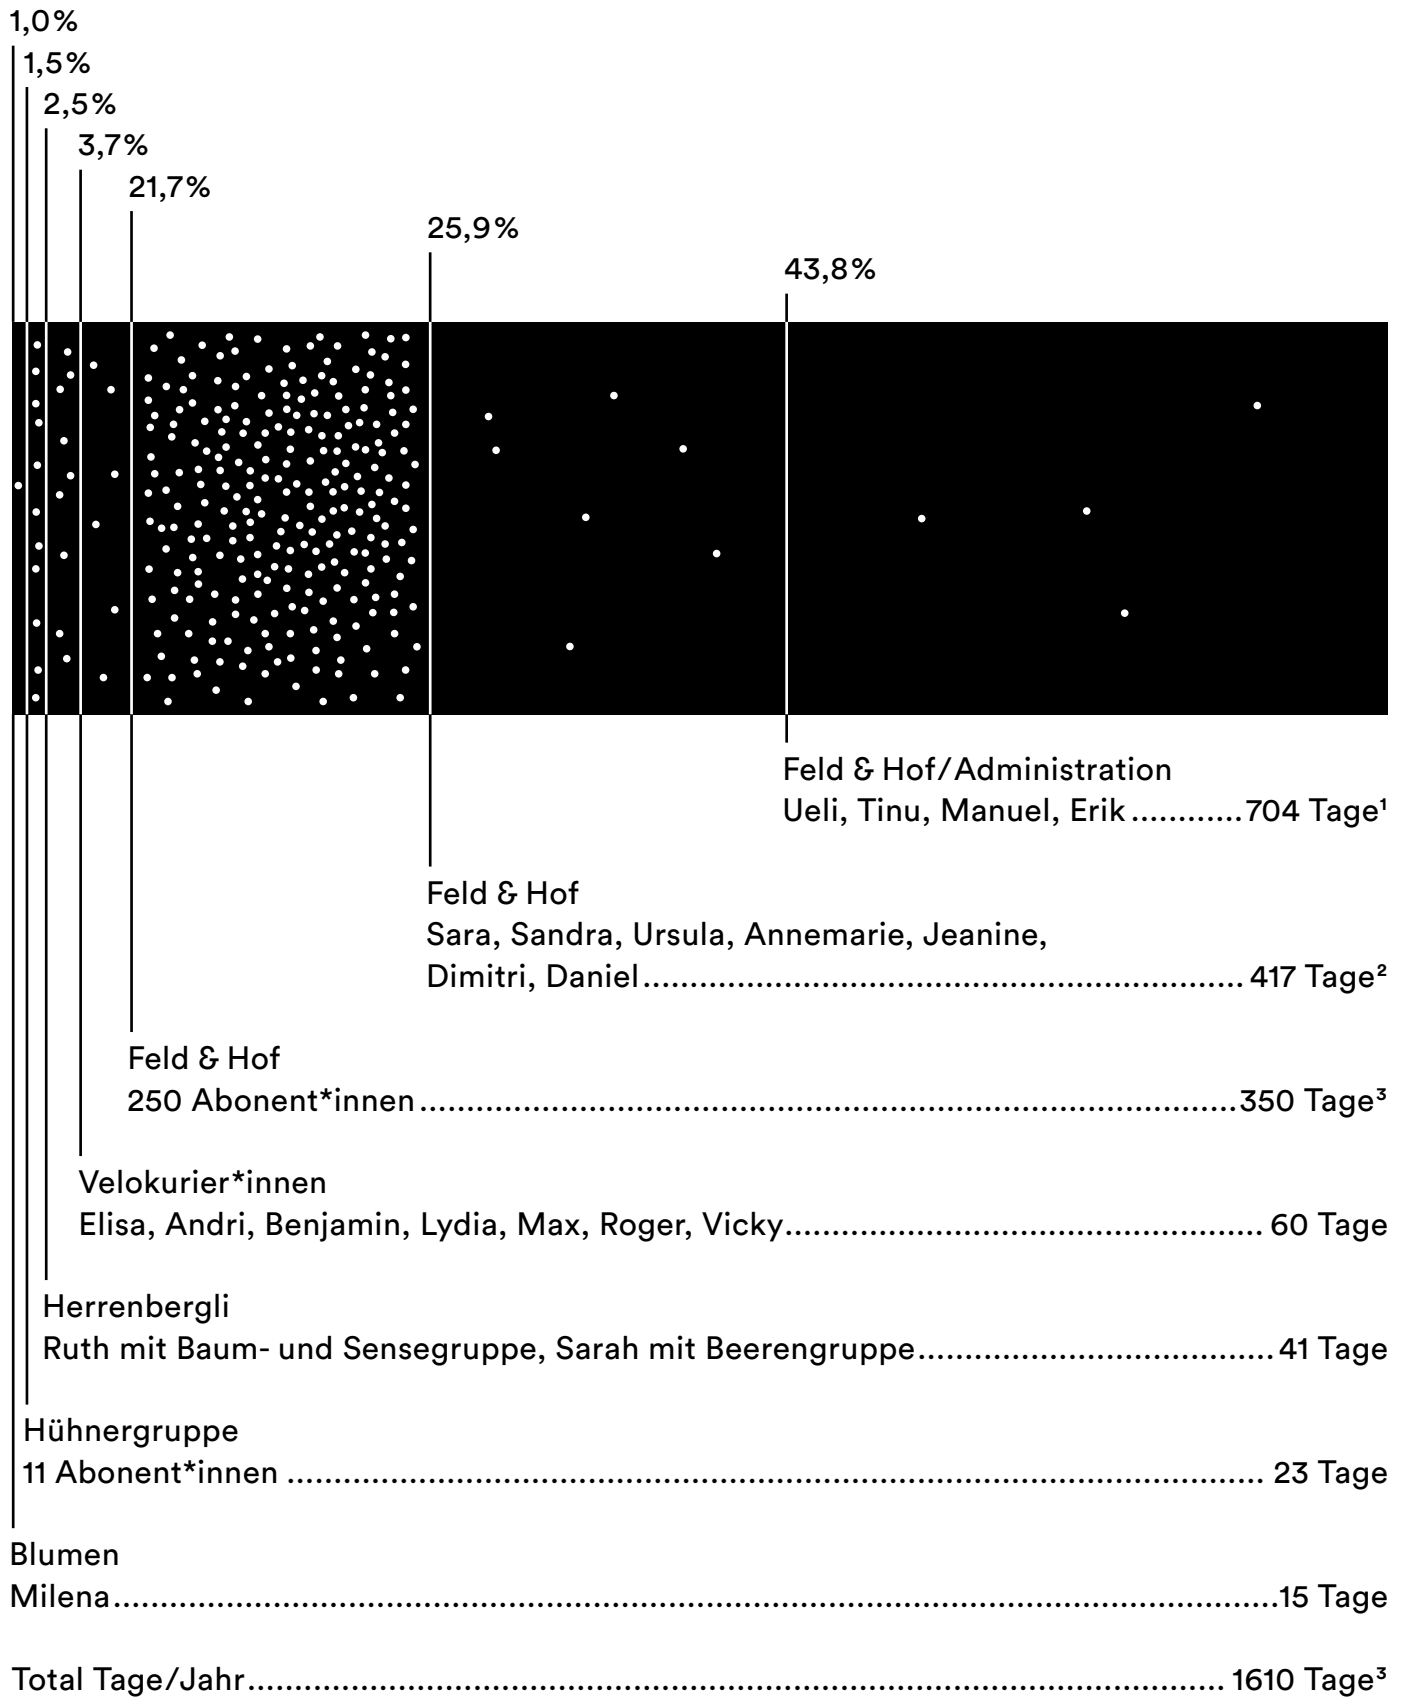 1,0%
1,5%
2,5%
3,7%
21,7%
25,9%
43,8%
Feld & Hof/Administration
Ueli, Tinu, Manuel, Erik............704 Tage¹
Feld & Hof
Sara, Sandra, Ursula, Annemarie, Jeanine,
Dimitri, Daniel................................................................ 417 Tage²
Feld & Hof
250 Abonent*innen.......................................................................................350 Tage³
Velokurier*innen
Elisa, Andri, Benjamin, Lydia, Max, Roger, Vicky................................................... 60 Tage
Herrenbergli
Ruth mit Baum- und Sensegruppe, Sarah mit Beerengruppe......................................41 Tage
Hühnergruppe
11 Abonent*innen ........................................................................................................ 23 Tage
Blumen
Milena............................................................................................................................15 Tage
Total Tage/Jahr........................................................................................................ 1610 Tage³